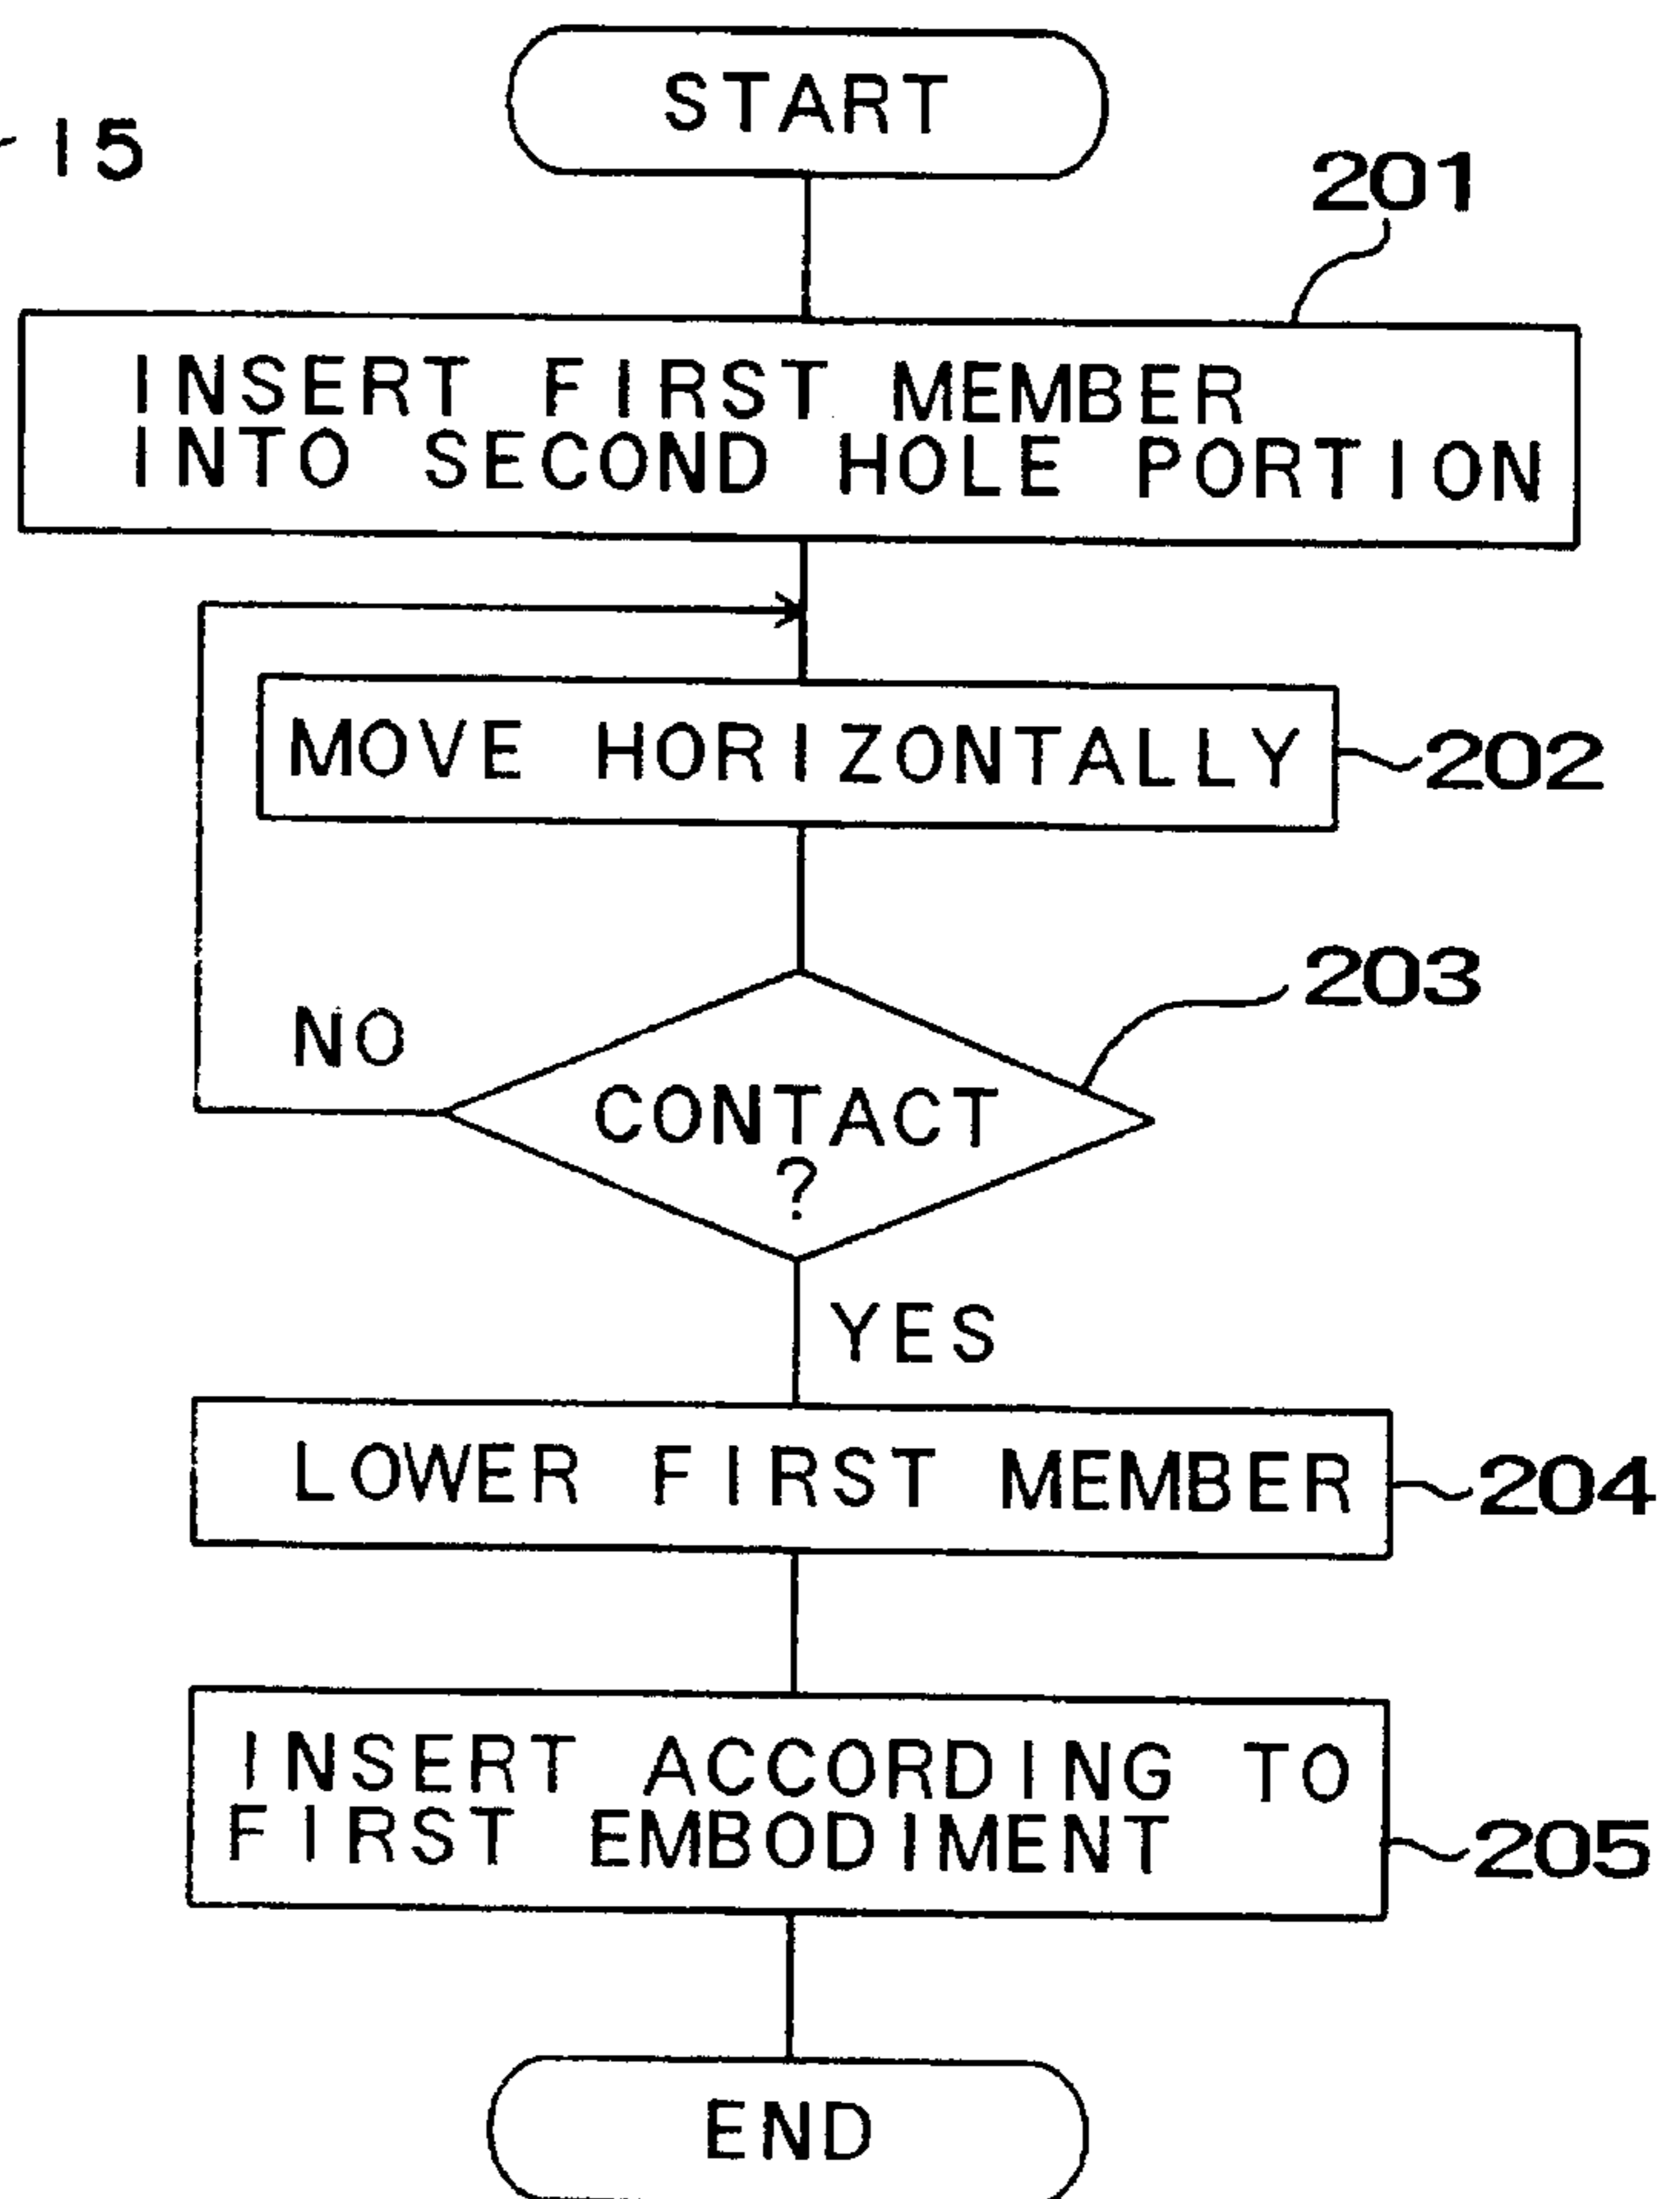 START
15
201
INSERT FIRST MEMBER
INTO SECOND HOLE PORTION
MOVE HORIZONTALLY
202
203
NO
CONTACT
?
YES
LOWER FIRST MEMBER
204
INSERT ACCORDING TO
FIRST EMBODIMENT
205
END